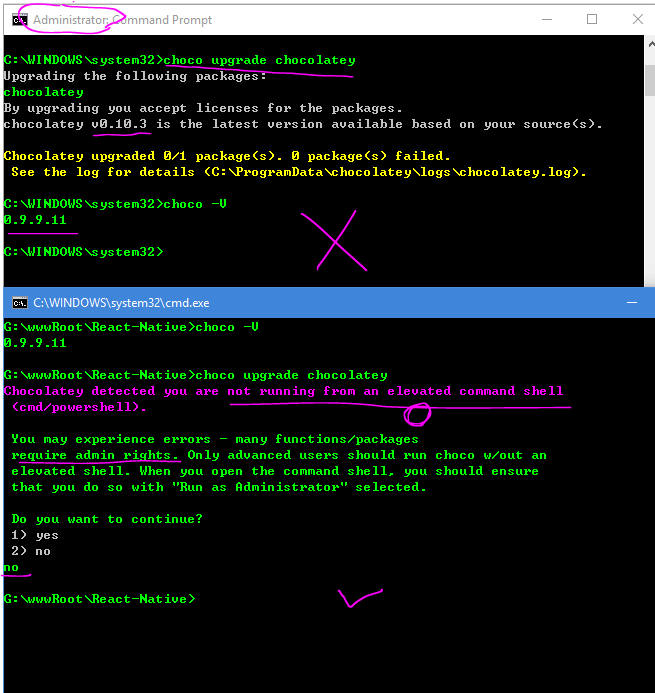 Administrator: Command Prompt
C:\WINDOWS\system32>choco upgrade chocolatey
Upgrading the following packages:
chocolatey
By upgrading you accept licenses for the packages.
chocolatey v0.10.3 is the latest version available based on your source(s).
Chocolatey upgraded 0/1 package(s). 0 package(s) failed.
See the log for details (C:\ProgramData\chocolatey\logs\chocolatey.log).
C:\WINDOWS\system32>choco -V
0.9.9.11
C:\WINDOWS\system32>
C:\WINDOWS\system32\cmd.exe
G:\wwwRoot\React-Native>choco -V
0.9.9.11
G:\wwwRoot\React-Native>choco upgrade chocolatey
Chocolatey detected you are not running from an elevated command shell
(cmd/powershell).
You may experience errors - many functions/packages
require admin rights. Only advanced users should run choco w/out an
elevated shell. When you open the command shell, you should ensure
that you do so with "Run as Administrator" selected.
Do you want to continue?
1) yes
2) no
no
G:\wwwRoot\React-Native>